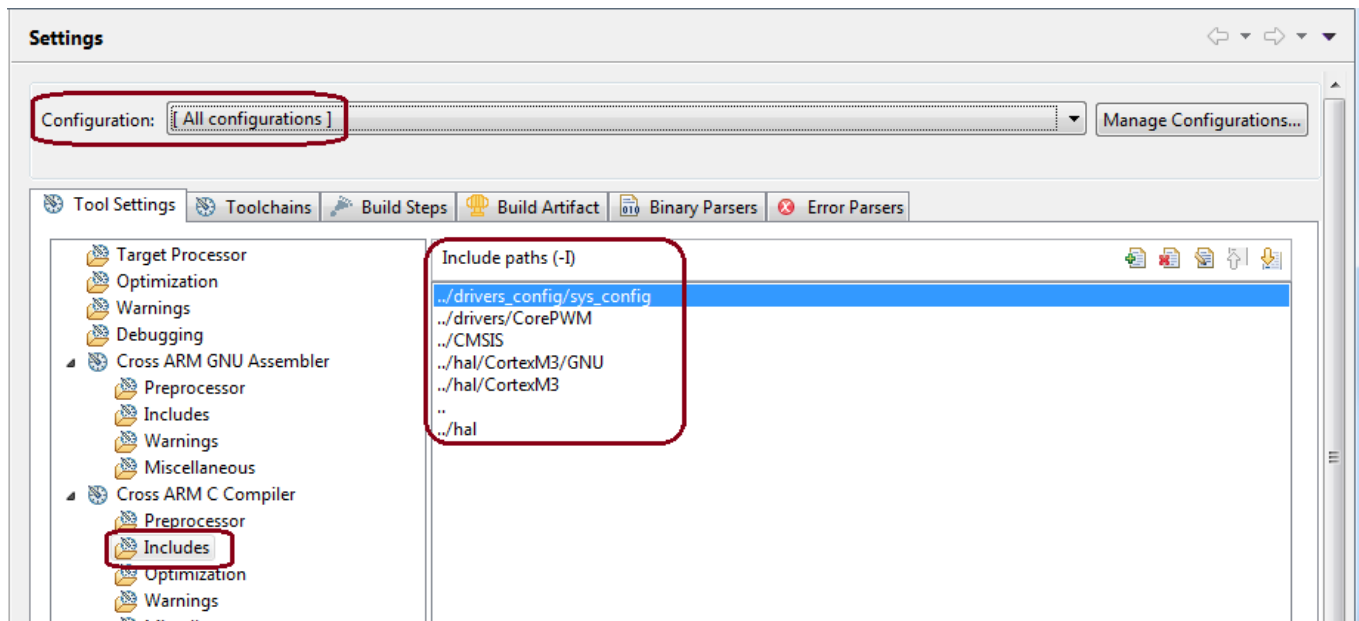 Settings
Configuration: [ All configurations ] Manage Configurations...
Tool Settings Toolchains Build Steps Build Artifact Binary Parsers Error Parsers
Target Processor
Optimization
Warnings
Debugging
Cross ARM GNU Assembler
Preprocessor
Includes
Warnings
Miscellaneous
Cross ARM C Compiler
Preprocessor
Includes
Optimization
Warnings
Include paths (-I)
../drivers_config/sys_config
../drivers/CorePWM
../CMSIS
../hal/CortexM3/GNU
../hal/CortexM3
..
../hal